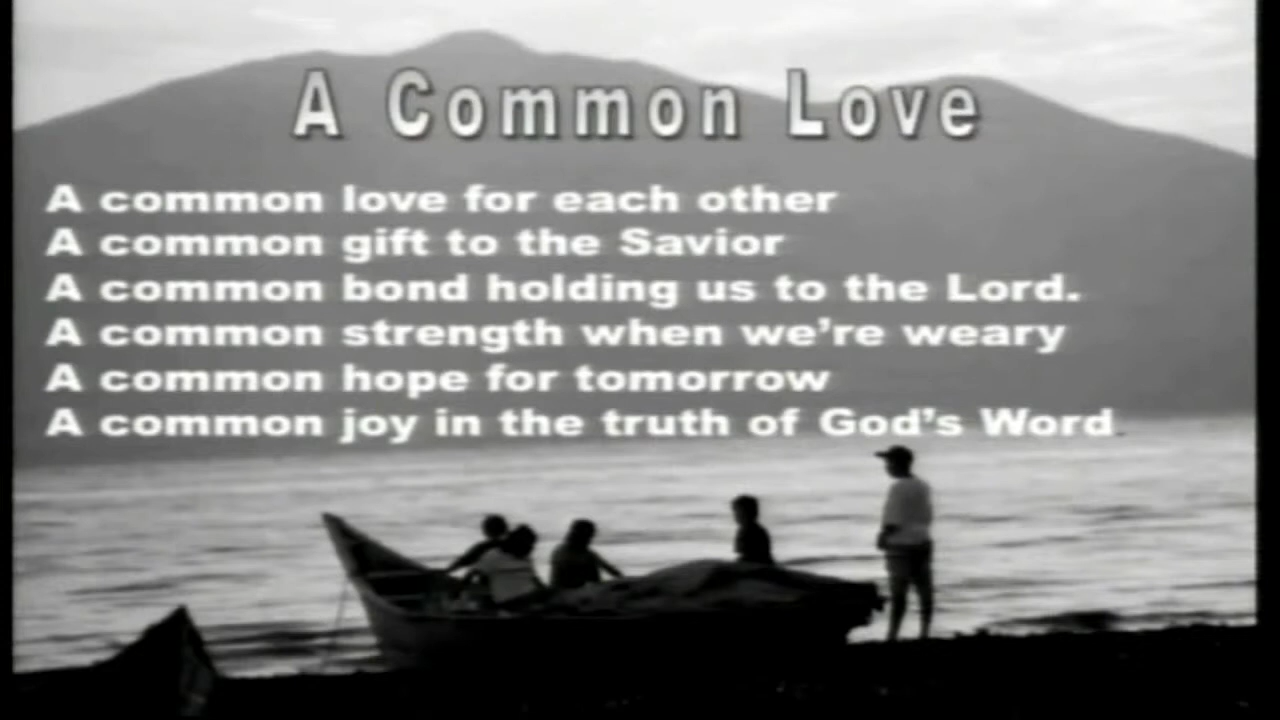 A Common Love
A common love for each other
A common gift to the Savior
A common bond holding us to the Lord.
A common strength when we’re weary
A common hope for tomorrow
A common joy in the truth of God’s Word